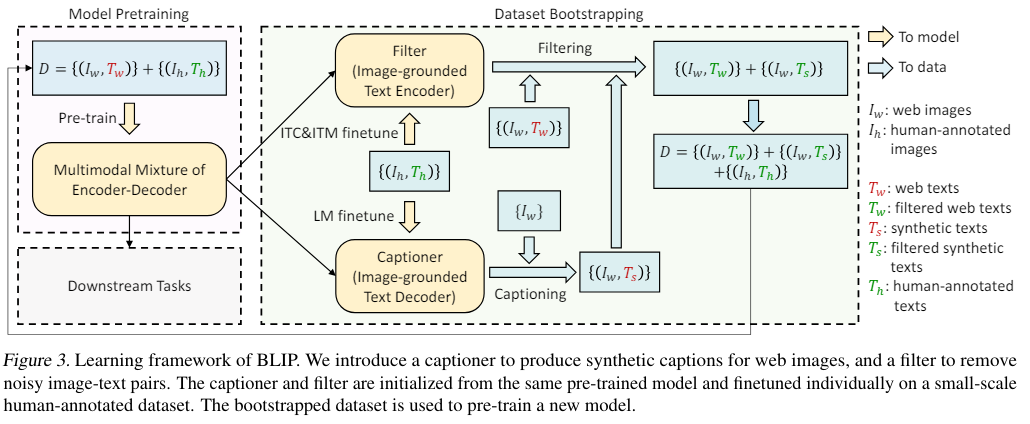 Model Pretraining
D = {(I_w, T_w)} + {(I_h, T_h)}
Pre-train
Multimodal Mixture of
Encoder-Decoder
Downstream Tasks
Dataset Bootstrapping
Filter
(Image-grounded
Text Encoder)
Filtering
ITC&ITM finetune
{(I_w, T_w)}
{(I_h, T_h)}
LM finetune
{I_w}
Captioner
(Image-grounded
Text Decoder)
Captioning
{(I_w, T_s)}
{(I_w, T_w)} + {(I_w, T_s)}
D = {(I_w, T_w)} + {(I_w, T_s)}
+{(I_h, T_h)}
To model
To data
I_w: web images
I_h: human-annotated
images
T_w: web texts
T_w: filtered web texts
T_s: synthetic texts
T_s: filtered synthetic
texts
T_h: human-annotated
texts
Figure 3. Learning framework of BLIP. We introduce a captioner to produce synthetic captions for web images, and a filter to remove
noisy image-text pairs. The captioner and filter are initialized from the same pre-trained model and finetuned individually on a small-scale
human-annotated dataset. The bootstrapped dataset is used to pre-train a new model.